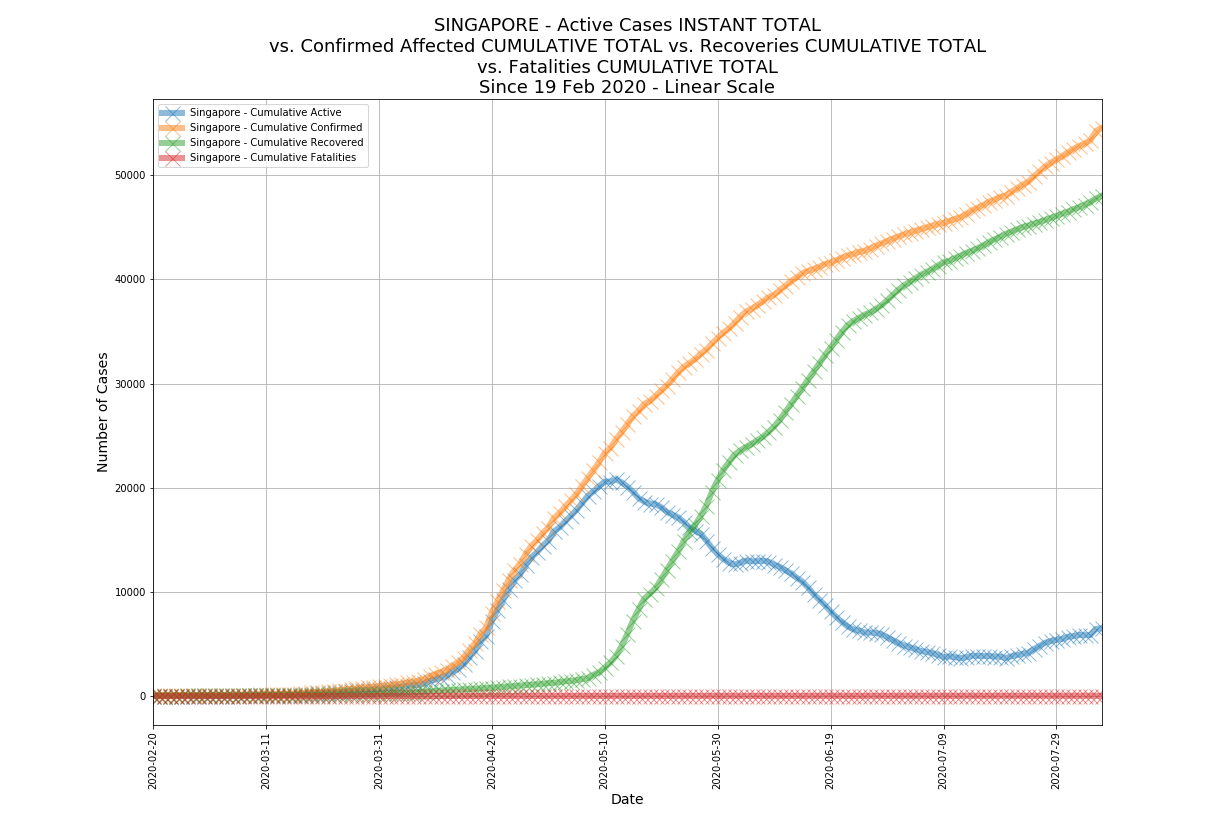 SINGAPORE - Active Cases INSTANT TOTAL
vs. Confirmed Affected CUMULATIVE TOTAL vs. Recoveries CUMULATIVE TOTAL
vs. Fatalities CUMULATIVE TOTAL
Since 19 Feb 2020 - Linear Scale
Singapore - Cumulative Active
Singapore - Cumulative Confirmed
Singapore - Cumulative Recovered
Singapore - Cumulative Fatalities
Number of Cases
50000
40000
30000
20000
10000
0
2020-02-20
2020-03-11
2020-03-31
2020-04-20
2020-05-10
2020-05-30
2020-06-19
2020-07-09
2020-07-29
Date